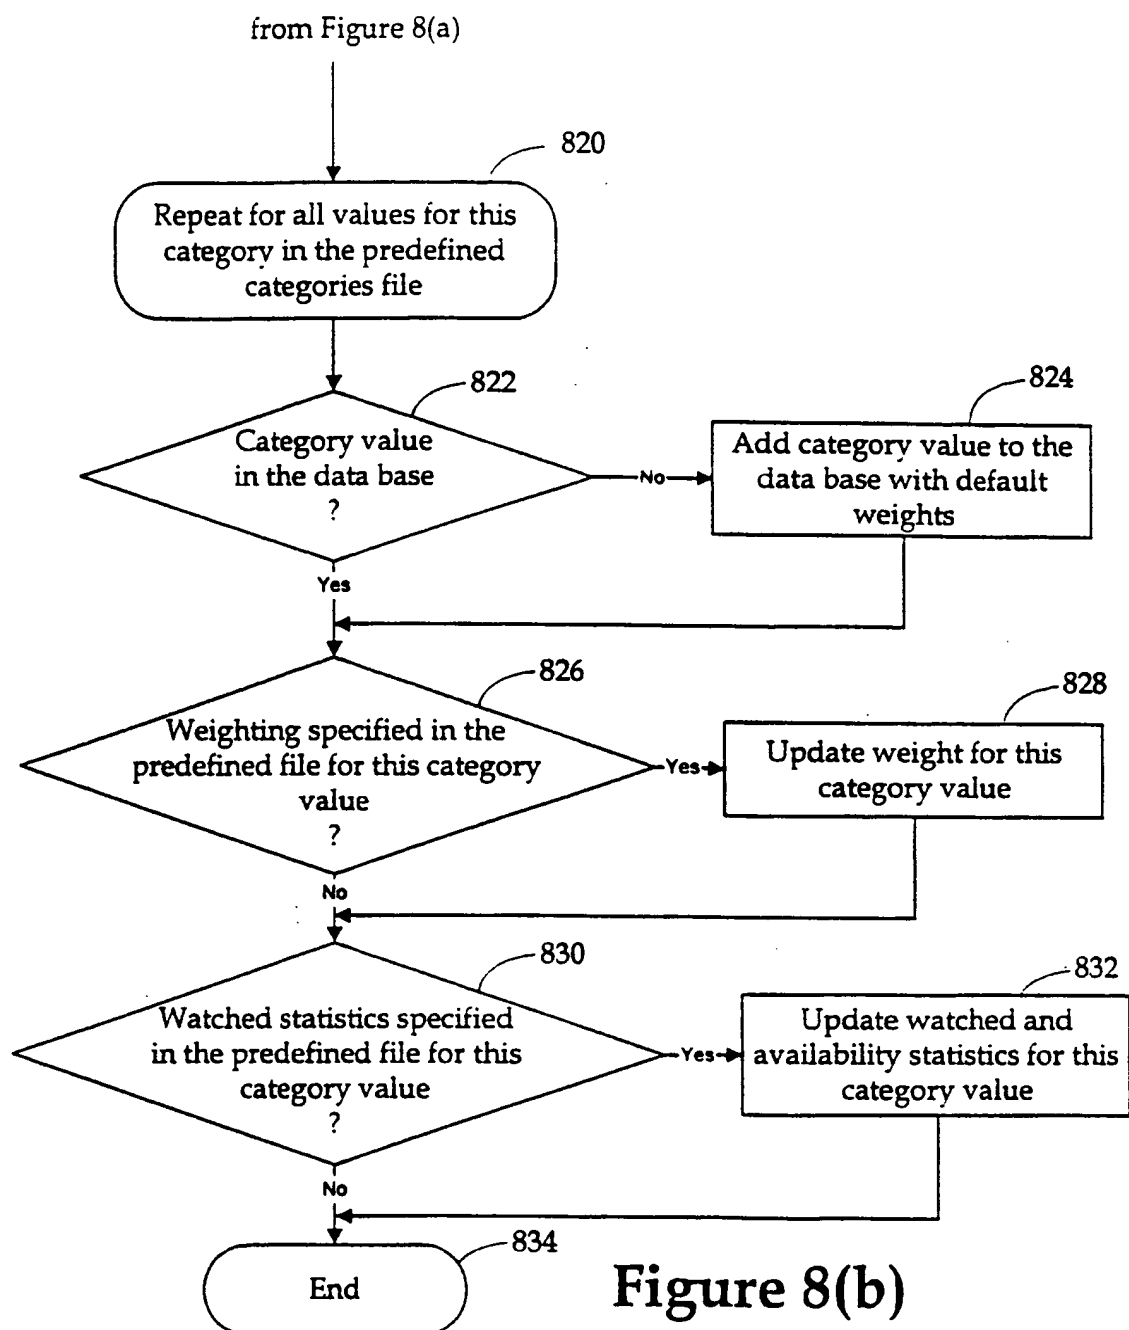 from Figure 8(a)
820
Repeat for all values for this
category in the predefined
categories file
822
Category value
in the data base
?
No
824
Add category value to the
data base with default
weights
Yes
826
Weighting specified in the
predefined file for this category
value
?
Yes
828
Update weight for this
category value
No
830
Watched statistics specified
in the predefined file for this
category value
?
Yes
832
Update watched and
availability statistics for this
category value
No
834
End
Figure 8(b)